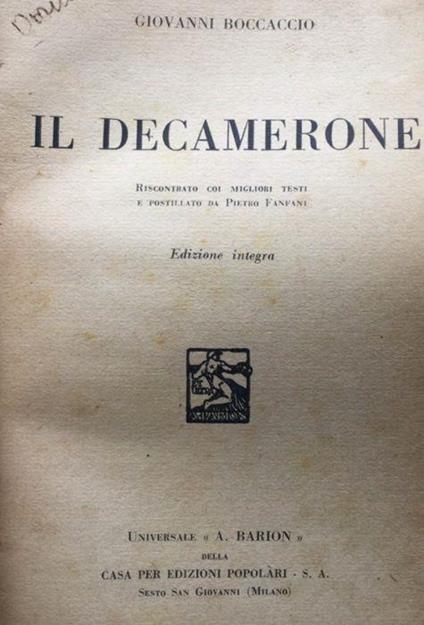 GIOVANNI BOCCACCIO
IL DECAMERONE
RISCONTRATO COI MIGLIORI TESTI
E POSTILLATO DA PIETRO FANFANI
Edizione integra
UNIVERSALE « A. BARION »
DELLA
CASA PER EDIZIONI POPOLARI - S. A.
SESTO SAN GIOVANNI (MILANO)